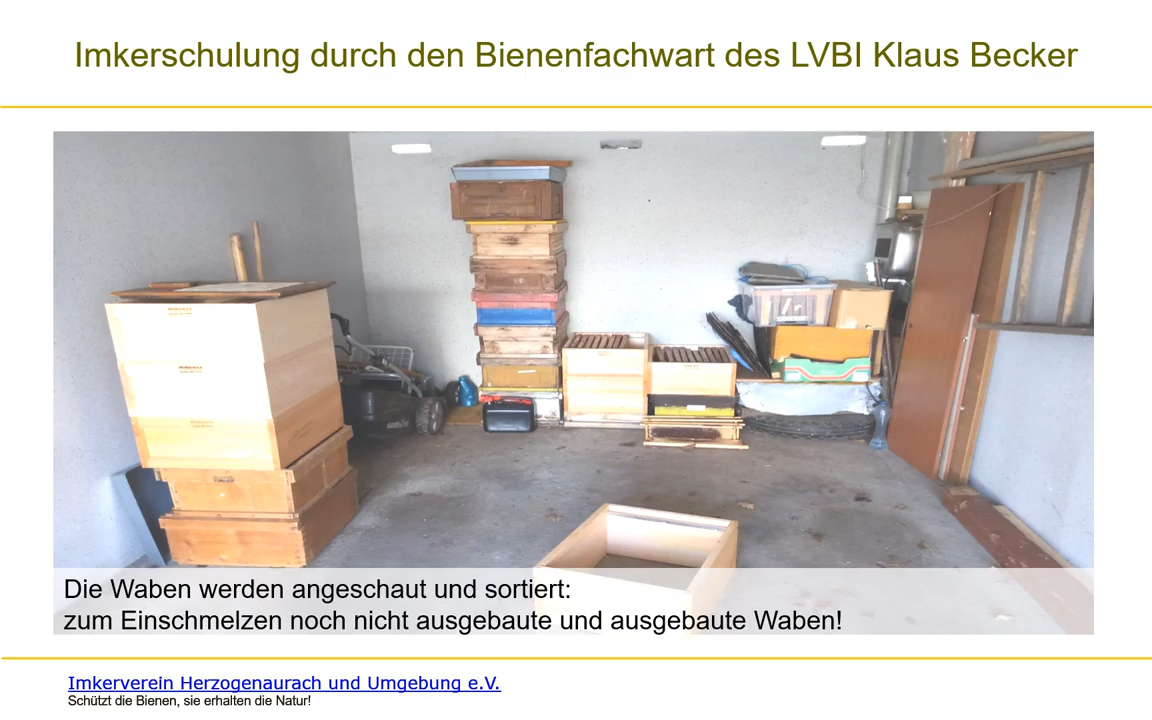 Imkerschulung durch den Bienenfachwart des LVBI Klaus Becker
Die Waben werden angeschaut und sortiert:
zum Einschmelzen noch nicht ausgebaute und ausgebaute Waben!
Imkerverein Herzogenaurach und Umgebung e.V.
Schützt die Bienen, sie erhalten die Natur!